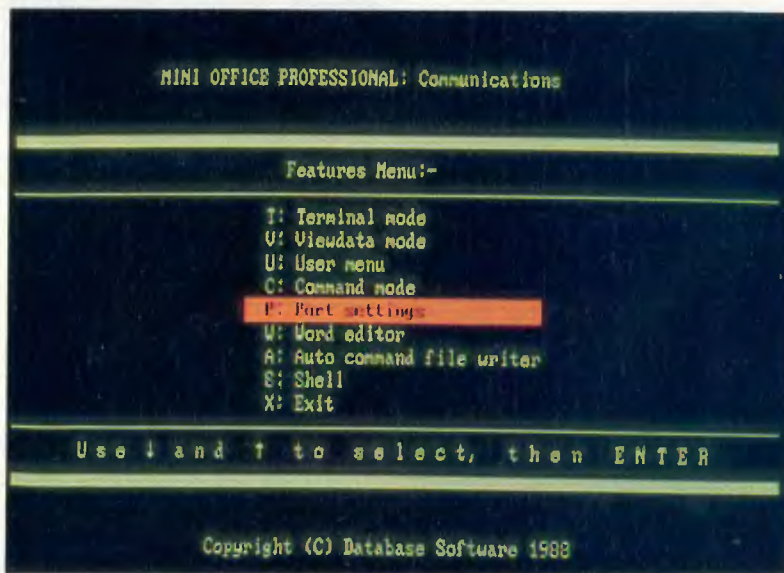 MINI OFFICE PROFESSIONAL: Communications
Features Menu:-
T: Terminal mode
V: Viewdata mode
U: User menu
C: Command mode
P: Port settings
W: Word editor
A: Auto command file writer
S: Shell
X: Exit
Use ↓ and ↑ to select, then ENTER
Copyright (C) Database Software 1988